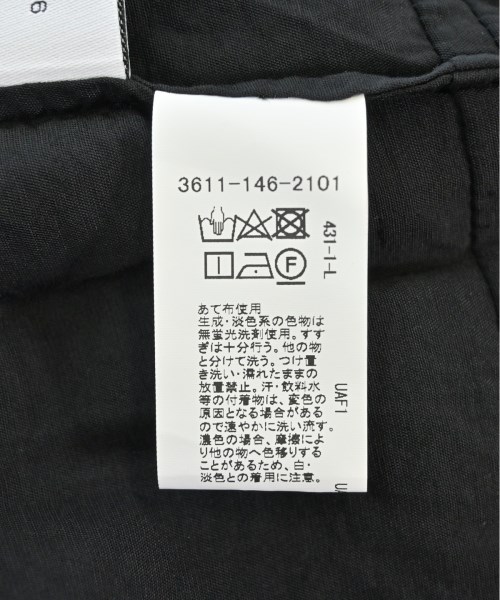 6
3611-146-2101
431-1-L
F
あて布使用
生成・淡色系の色物は
無蛍光洗剤使用。すす
ぎは十分行う。他の物
と分けて洗う。つけ置
き洗い・濡れたままの
放置禁止。汗・飲料水
等の付着物は、変色の
原因となる場合がある
ので速やかに洗い流す。
濃色の場合、摩擦によ
り他の物へ色移りする
ことがあるため、白・
淡色との着用に注意。
UAF1
UA